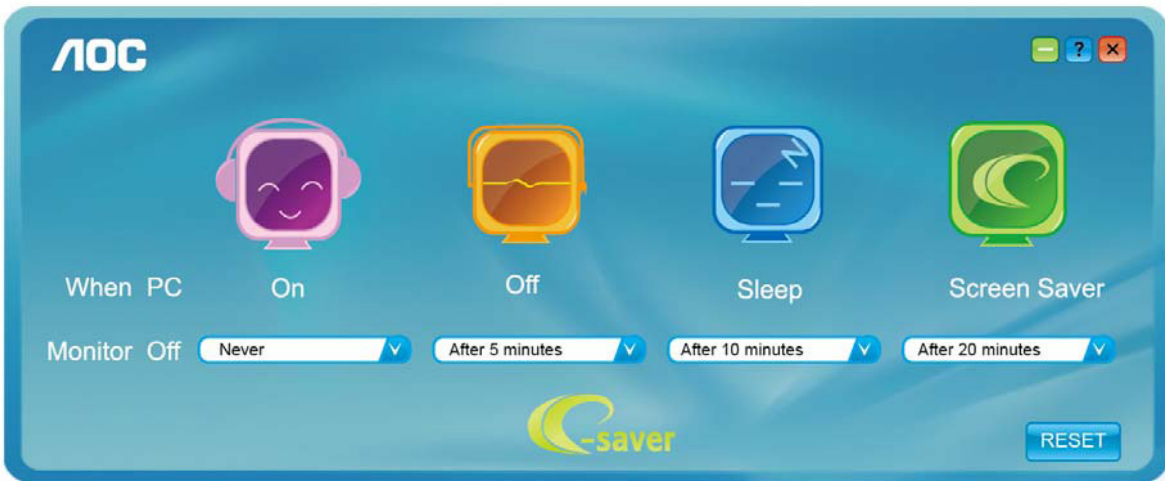 AOC
?
When PC On Off Sleep Screen Saver
Monitor Off Never After 5 minutes After 10 minutes After 20 minutes
e-saver
RESET